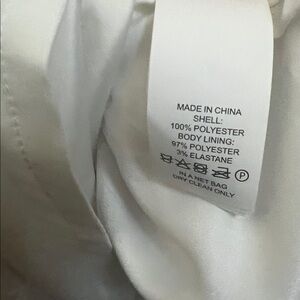 MADE IN CHINA
SHELL:
100% POLYESTER
BODY LINING:
97% POLYESTER
3% ELASTANE
P
IN A NET BAG
DRY CLEAN ONLY